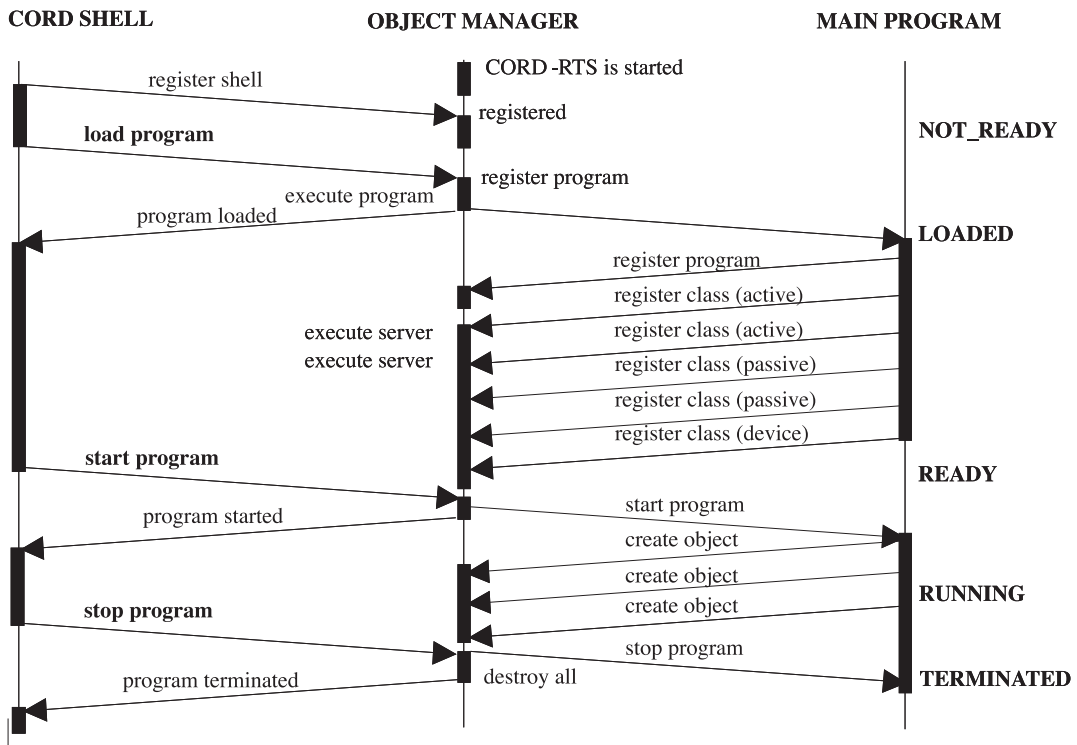 CORD SHELL
OBJECT MANAGER
MAIN PROGRAM
CORD -RTS is started
register shell
registered
load program
NOT_READY
register program
execute program
program loaded
LOADED
register program
register class (active)
execute server
register class (active)
execute server
register class (passive)
register class (passive)
register class (device)
start program
READY
start program
program started
create object
create object
RUNNING
create object
stop program
stop program
destroy all
TERMINATED
program terminated